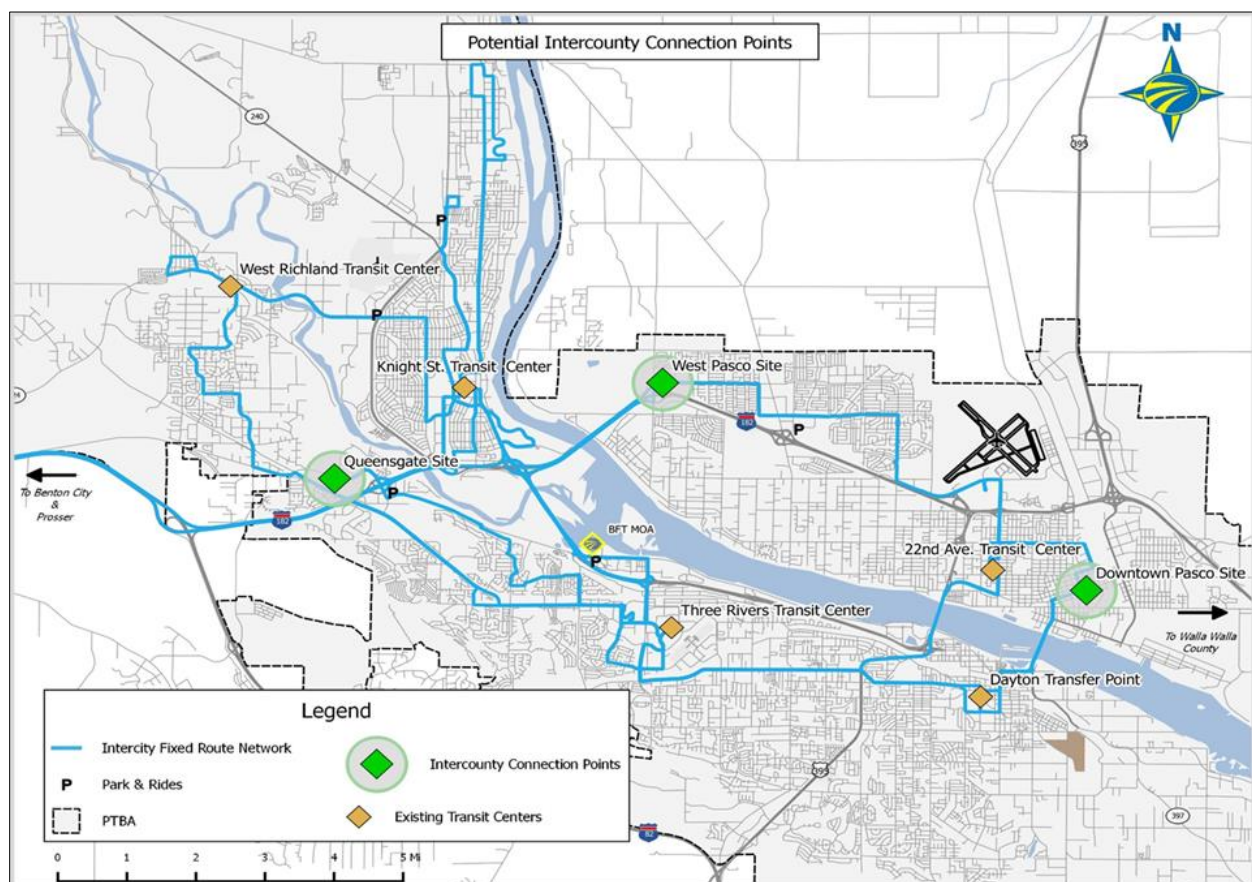 Potential Intercounty Connection Points
N
240
395
P
West Richland Transit Center
P
Knight St. Transit Center
West Pasco Site
182
P
Queensgate Site
P
To Benton City
&
Prosser
182
BFT MOA
P
22nd Ave. Transit Center
Downtown Pasco Site
Three Rivers Transit Center
To Walla Walla
County
Dayton Transfer Point
Legend
Intercity Fixed Route Network
Intercounty Connection Points
P
Park & Rides
PTBA
Existing Transit Centers
395
397
82
0 1 2 3 4 5 Mi